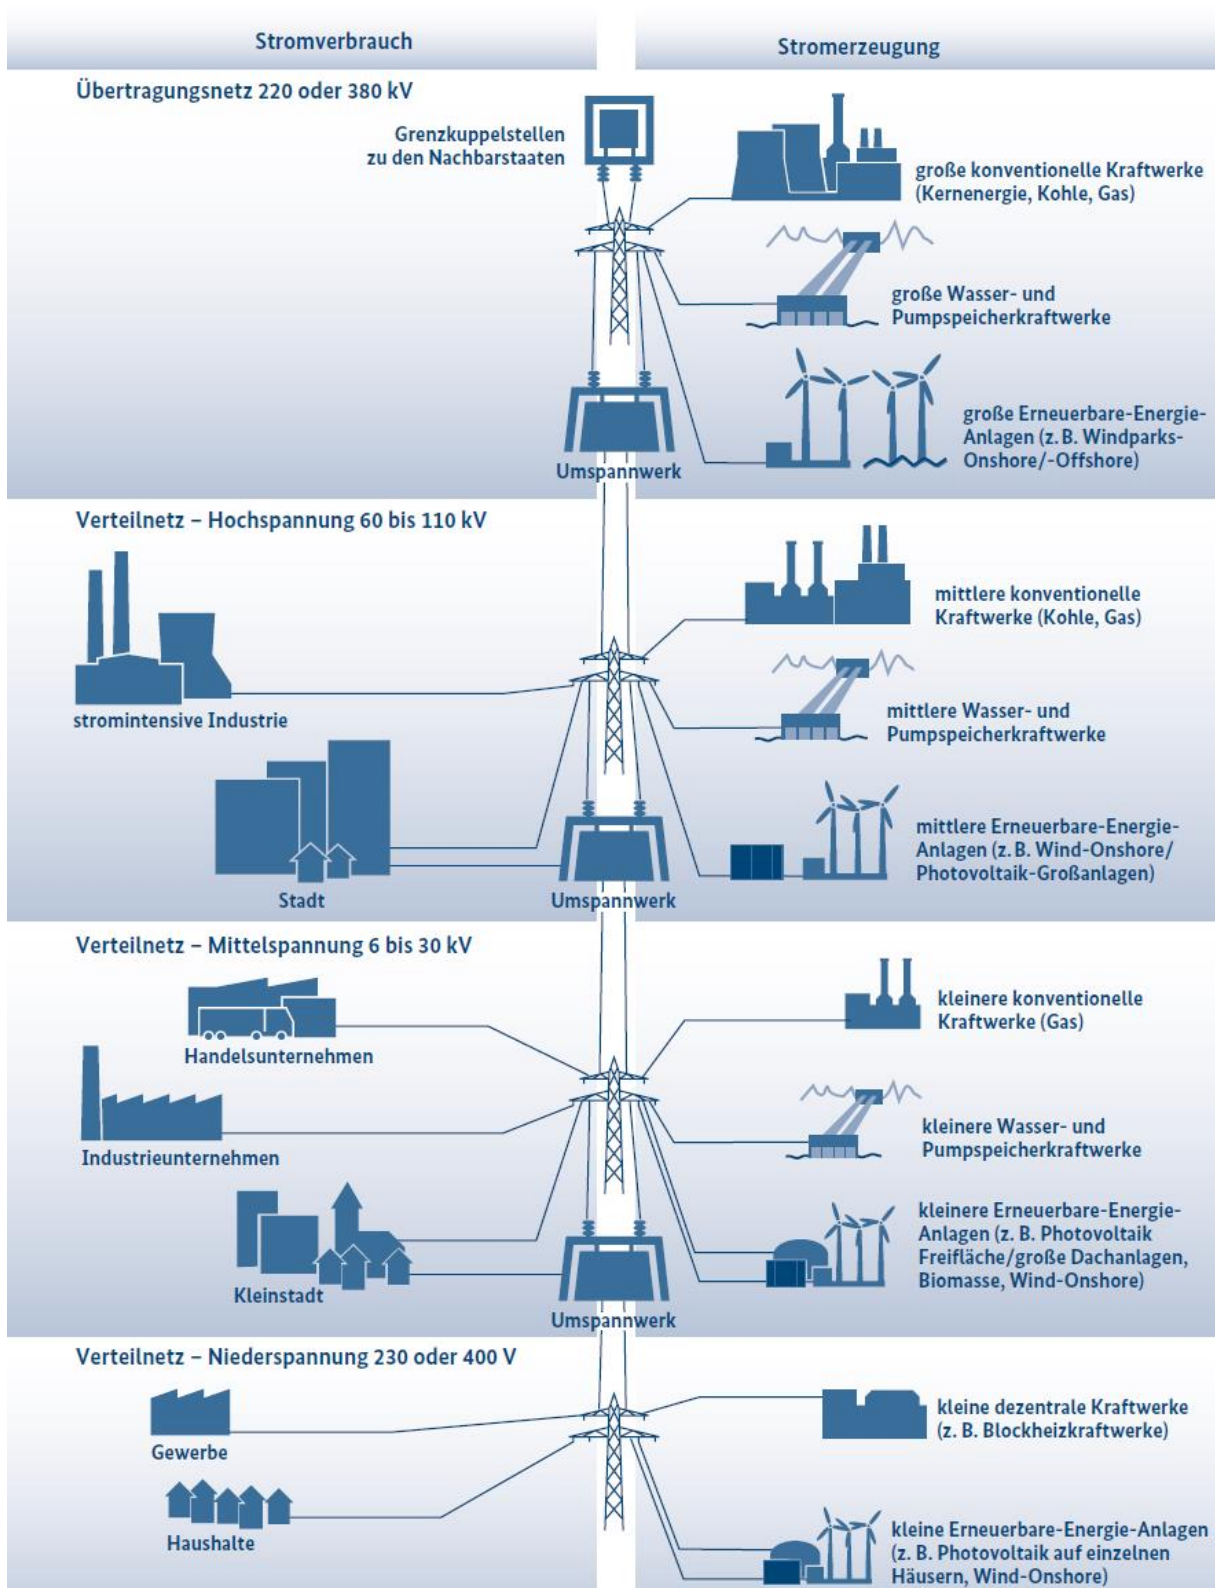 Stromverbrauch
Stromerzeugung
Übertragungsnetz 220 oder 380 kV
Grenzkuppelstellen
zu den Nachbarstaaten
große konventionelle Kraftwerke
(Kernenergie, Kohle, Gas)
große Wasser- und
Pumpspeicherkraftwerke
große Erneuerbare-Energie-
Anlagen (z. B. Windparks-
Onshore/-Offshore)
Umspannwerk
Verteilnetz – Hochspannung 60 bis 110 kV
stromintensive Industrie
Stadt
mittlere konventionelle
Kraftwerke (Kohle, Gas)
mittlere Wasser- und
Pumpspeicherkraftwerke
mittlere Erneuerbare-Energie-
Anlagen (z. B. Wind-Onshore/
Photovoltaik-Großanlagen)
Umspannwerk
Verteilnetz – Mittelspannung 6 bis 30 kV
Handelsunternehmen
Industrieunternehmen
Kleinstadt
kleinere konventionelle
Kraftwerke (Gas)
kleinere Wasser- und
Pumpspeicherkraftwerke
kleinere Erneuerbare-Energie-
Anlagen (z. B. Photovoltaik
Freifläche/große Dachanlagen,
Biomasse, Wind-Onshore)
Umspannwerk
Verteilnetz – Niederspannung 230 oder 400 V
Gewerbe
Haushalte
kleine dezentrale Kraftwerke
(z. B. Blockheizkraftwerke)
kleine Erneuerbare-Energie-Anlagen
(z. B. Photovoltaik auf einzelnen
Häusern, Wind-Onshore)